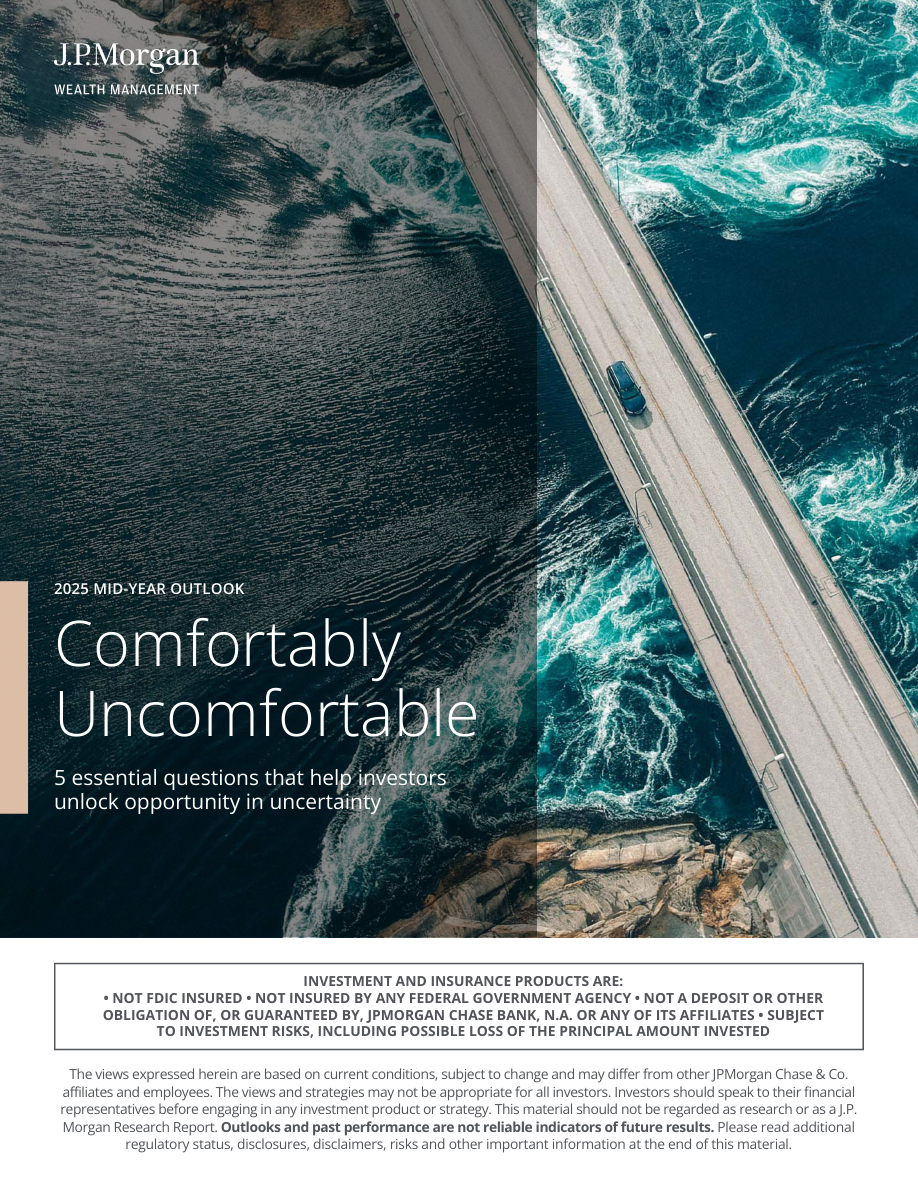 J.P.Morgan
WEALTH MANAGEMENT
2025 MID-YEAR OUTLOOK
Comfortably
Uncomfortable
5 essential questions that help investors
unlock opportunity in uncertainty
INVESTMENT AND INSURANCE PRODUCTS ARE:
• NOT FDIC INSURED • NOT INSURED BY ANY FEDERAL GOVERNMENT AGENCY • NOT A DEPOSIT OR OTHER
OBLIGATION OF, OR GUARANTEED BY, JPMORGAN CHASE BANK, N.A. OR ANY OF ITS AFFILIATES • SUBJECT
TO INVESTMENT RISKS, INCLUDING POSSIBLE LOSS OF THE PRINCIPAL AMOUNT INVESTED
The views expressed herein are based on current conditions, subject to change and may differ from other JPMorgan Chase & Co.
affiliates and employees. The views and strategies may not be appropriate for all investors. Investors should speak to their financial
representatives before engaging in any investment product or strategy. This material should not be regarded as research or as a J.P.
Morgan Research Report. Outlooks and past performance are not reliable indicators of future results. Please read additional
regulatory status, disclosures, disclaimers, risks and other important information at the end of this material.